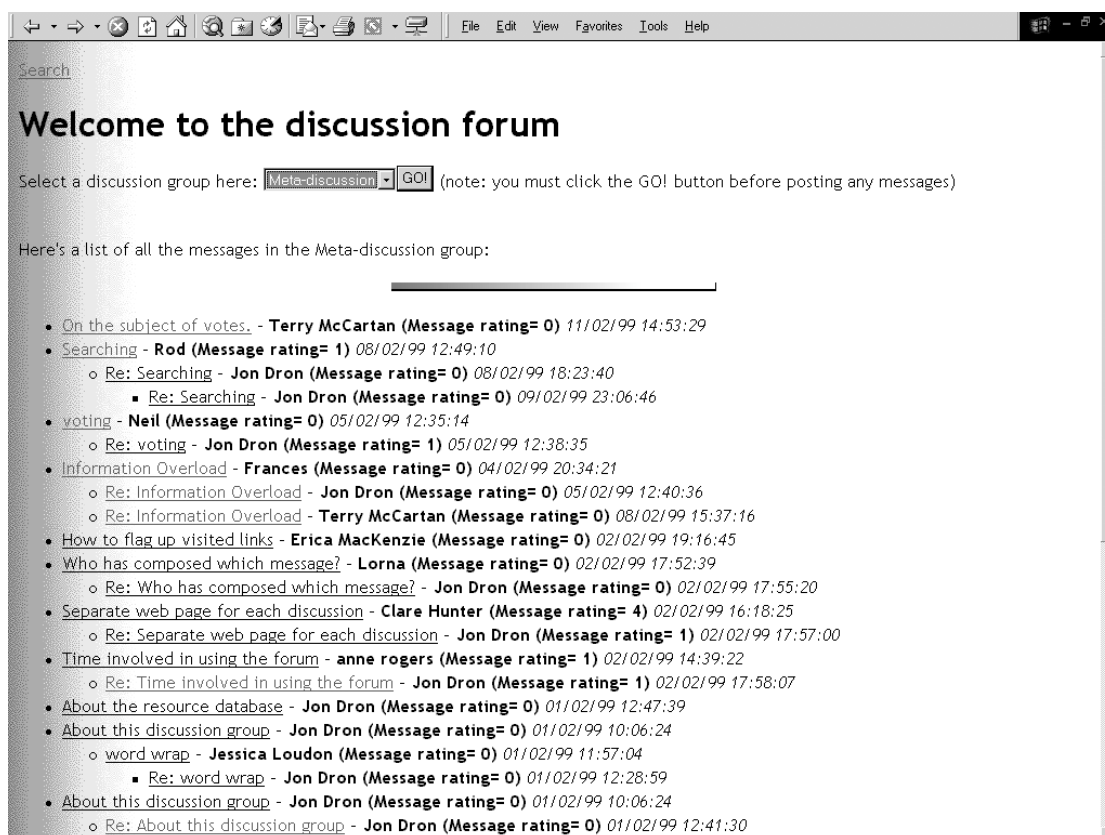 File Edit View Favorites Tools Help
Search
Welcome to the discussion forum
Select a discussion group here: Meta-discussion GO! (note: you must click the GO! button before posting any messages)
Here's a list of all the messages in the Meta-discussion group:
• On the subject of votes. - Terry McCartan (Message rating= 0) 11/02/99 14:53:29
• Searching - Rod (Message rating= 1) 08/02/99 12:49:10
o Re: Searching - Jon Dron (Message rating= 0) 08/02/99 18:23:40
▪ Re: Searching - Jon Dron (Message rating= 0) 09/02/99 23:06:46
• voting - Neil (Message rating= 0) 05/02/99 12:35:14
o Re: voting - Jon Dron (Message rating= 1) 05/02/99 12:38:35
• Information Overload - Frances (Message rating= 0) 04/02/99 20:34:21
o Re: Information Overload - Jon Dron (Message rating= 0) 05/02/99 12:40:36
o Re: Information Overload - Terry McCartan (Message rating= 0) 08/02/99 15:37:16
• How to flag up visited links - Erica MacKenzie (Message rating= 0) 02/02/99 19:16:45
• Who has composed which message? - Lorna (Message rating= 0) 02/02/99 17:52:39
o Re: Who has composed which message? - Jon Dron (Message rating= 0) 02/02/99 17:55:20
• Separate web page for each discussion - Clare Hunter (Message rating= 4) 02/02/99 16:18:25
o Re: Separate web page for each discussion - Jon Dron (Message rating= 1) 02/02/99 17:57:00
• Time involved in using the forum - anne rogers (Message rating= 1) 02/02/99 14:39:22
o Re: Time involved in using the forum - Jon Dron (Message rating= 1) 02/02/99 17:58:07
• About the resource database - Jon Dron (Message rating= 0) 01/02/99 12:47:39
• About this discussion group - Jon Dron (Message rating= 0) 01/02/99 10:06:24
o word wrap - Jessica Loudon (Message rating= 0) 01/02/99 11:57:04
▪ Re: word wrap - Jon Dron (Message rating= 0) 01/02/99 12:28:59
• About this discussion group - Jon Dron (Message rating= 0) 01/02/99 10:06:24
o Re: About this discussion group - Jon Dron (Message rating= 0) 01/02/99 12:41:30